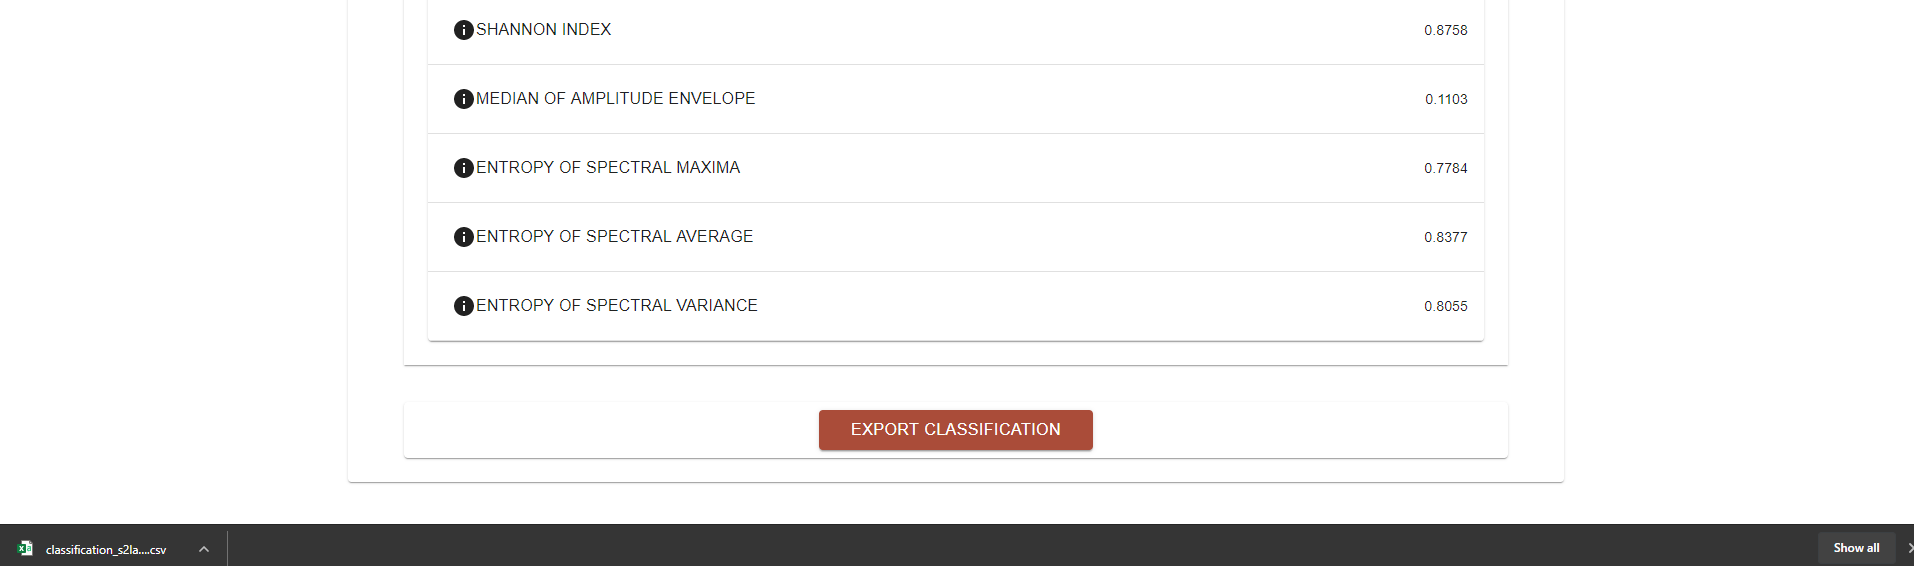 SHANNON INDEX 0.8758
MEDIAN OF AMPLITUDE ENVELOPE 0.1103
ENTROPY OF SPECTRAL MAXIMA 0.7784
ENTROPY OF SPECTRAL AVERAGE 0.8377
ENTROPY OF SPECTRAL VARIANCE 0.8055
EXPORT CLASSIFICATION
classification_s2la....csv Show all